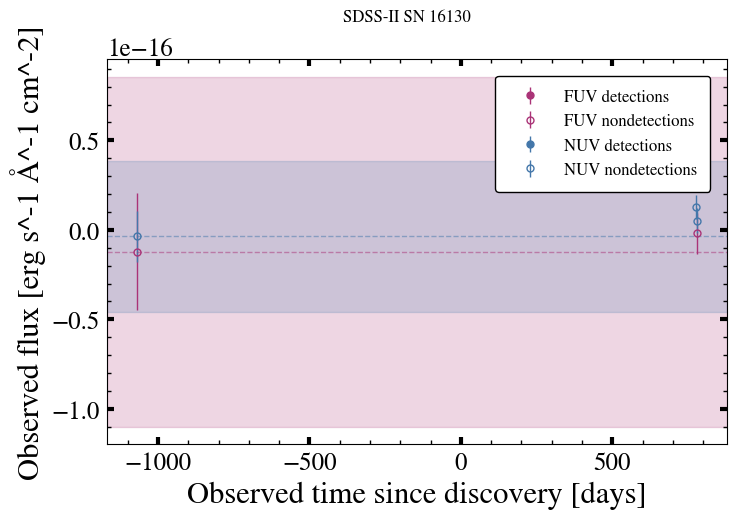 SDSS-II SN 16130
1e−16
Observed flux [erg s^-1 Å^-1 cm^-2]
0.5
0.0
−0.5
−1.0
FUV detections
FUV nondetections
NUV detections
NUV nondetections
−1000
−500
0
500
Observed time since discovery [days]